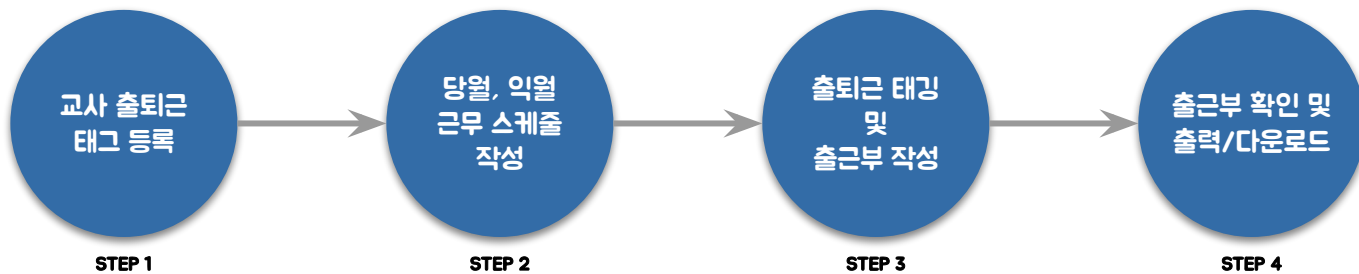 교사 출퇴근
태그 등록
당월, 익월
근무 스케줄
작성
출퇴근 태깅
및
출근부 작성
출근부 확인 및
출력/다운로드
STEP 1
STEP 2
STEP 3
STEP 4